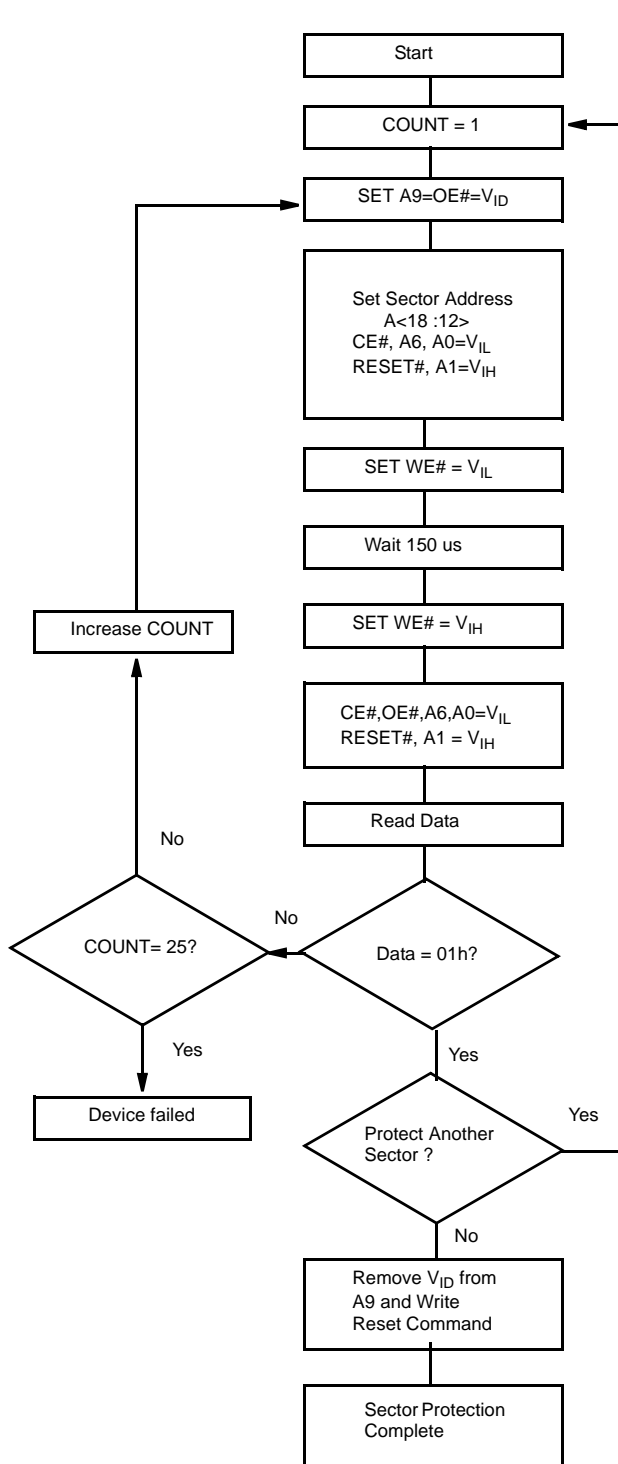 Start
COUNT = 1
SET A9=OE#=VID
Set Sector Address
A<18 :12>
CE#, A6, A0=VIL
RESET#, A1=VIH
SET WE# = VIL
Wait 150 us
Increase COUNT
SET WE# = VIH
CE#,OE#,A6,A0=VIL
RESET#, A1 = VIH
Read Data
No
No
COUNT= 25?
Data = 01h?
Yes
Yes
Device failed
Protect Another
Sector ?
Yes
No
Remove VID from
A9 and Write
Reset Command
Sector Protection
Complete